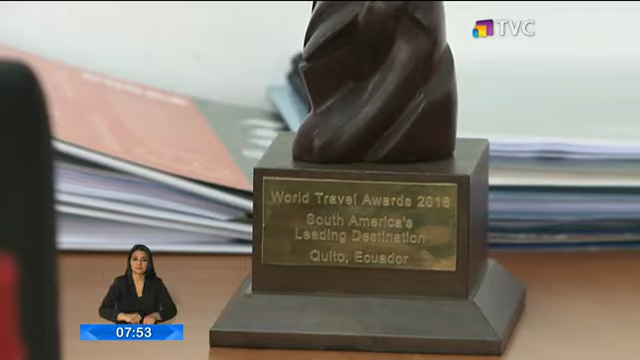 TVC
World Travel Awards 2016
South America's
Leading Destination
Quito, Ecuador
07:53